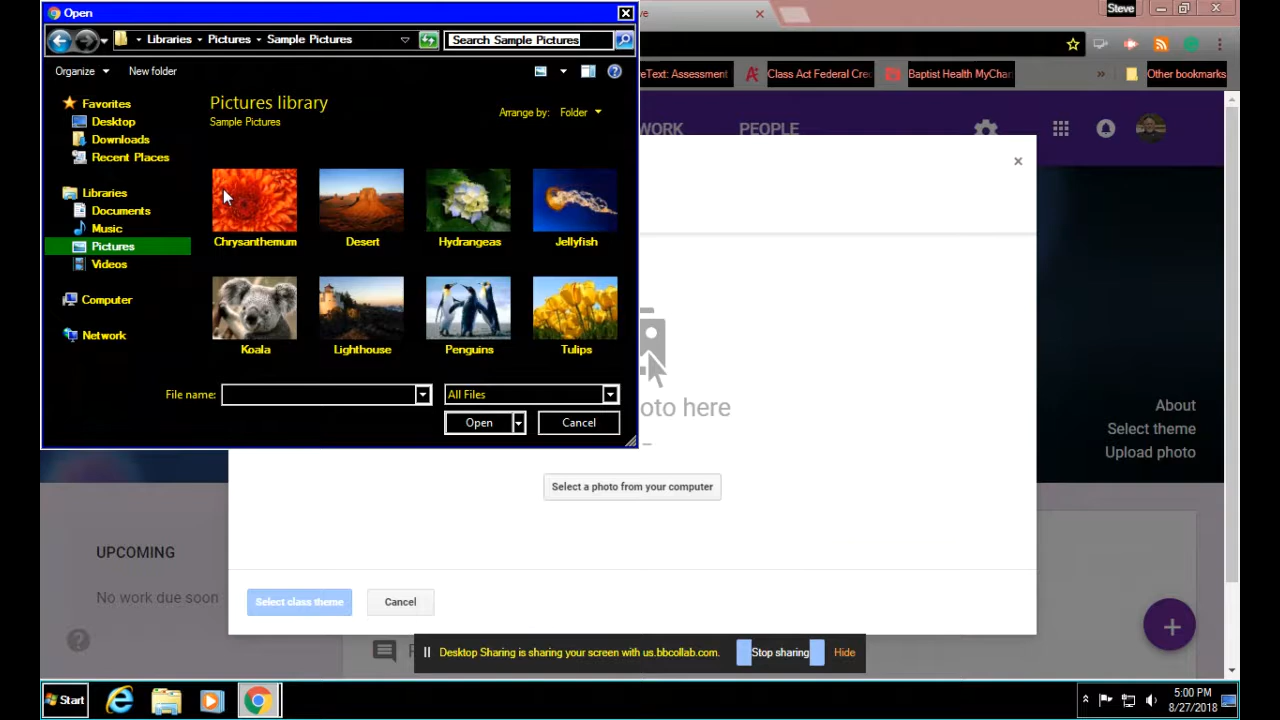 Open
ve
Steve
Libraries
Pictures
Sample Pictures
Search Sample Pictures
eText: Assessment
Class Act Federal Cre
Baptist Health MyChar
»
Other bookmarks
Organize
New folder
Favorites
Desktop
Downloads
Recent Places
Libraries
Documents
Music
Pictures
Videos
Computer
Network
Pictures library
Sample Pictures
Arrange by: Folder
Chrysanthemum
Desert
Hydrangeas
Jellyfish
Koala
Lighthouse
Penguins
Tulips
File name:
All Files
Open
Cancel
WORK
PEOPLE
oto here
Select a photo from your computer
Select class theme
Cancel
About
Select theme
Upload photo
UPCOMING
No work due soon
Desktop Sharing is sharing your screen with us.bbcollab.com.
Stop sharing
Hide
Start
5:00 PM
8/27/2018